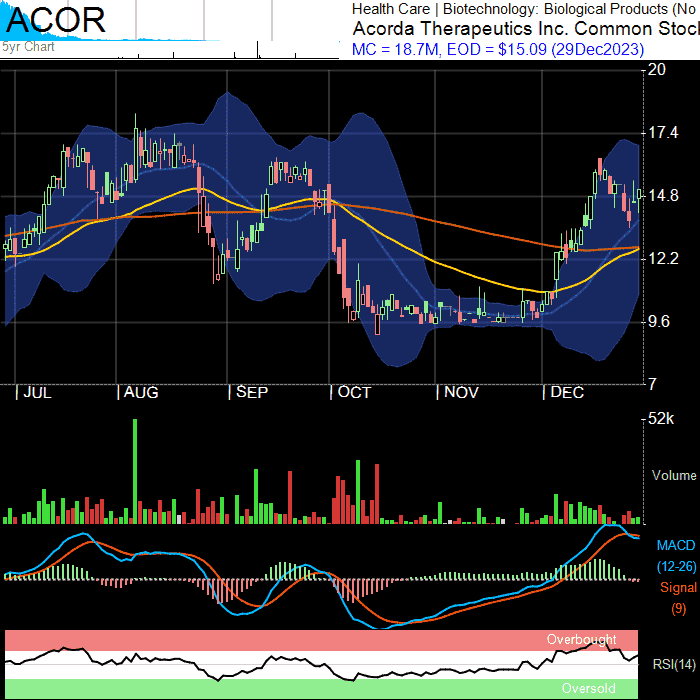 ACOR
Health Care | Biotechnology: Biological Products (No
Acorda Therapeutics Inc. Common Stoc
5yr Chart
MC = 18.7M, EOD = $15.09 (29Dec2023)
20
17.4
14.8
12.2
9.6
7
| JUL | AUG | SEP | OCT | NOV | DEC
52k
Volume
MACD
(12-26)
Signal
(9)
Overbought
RSI(14)
Oversold